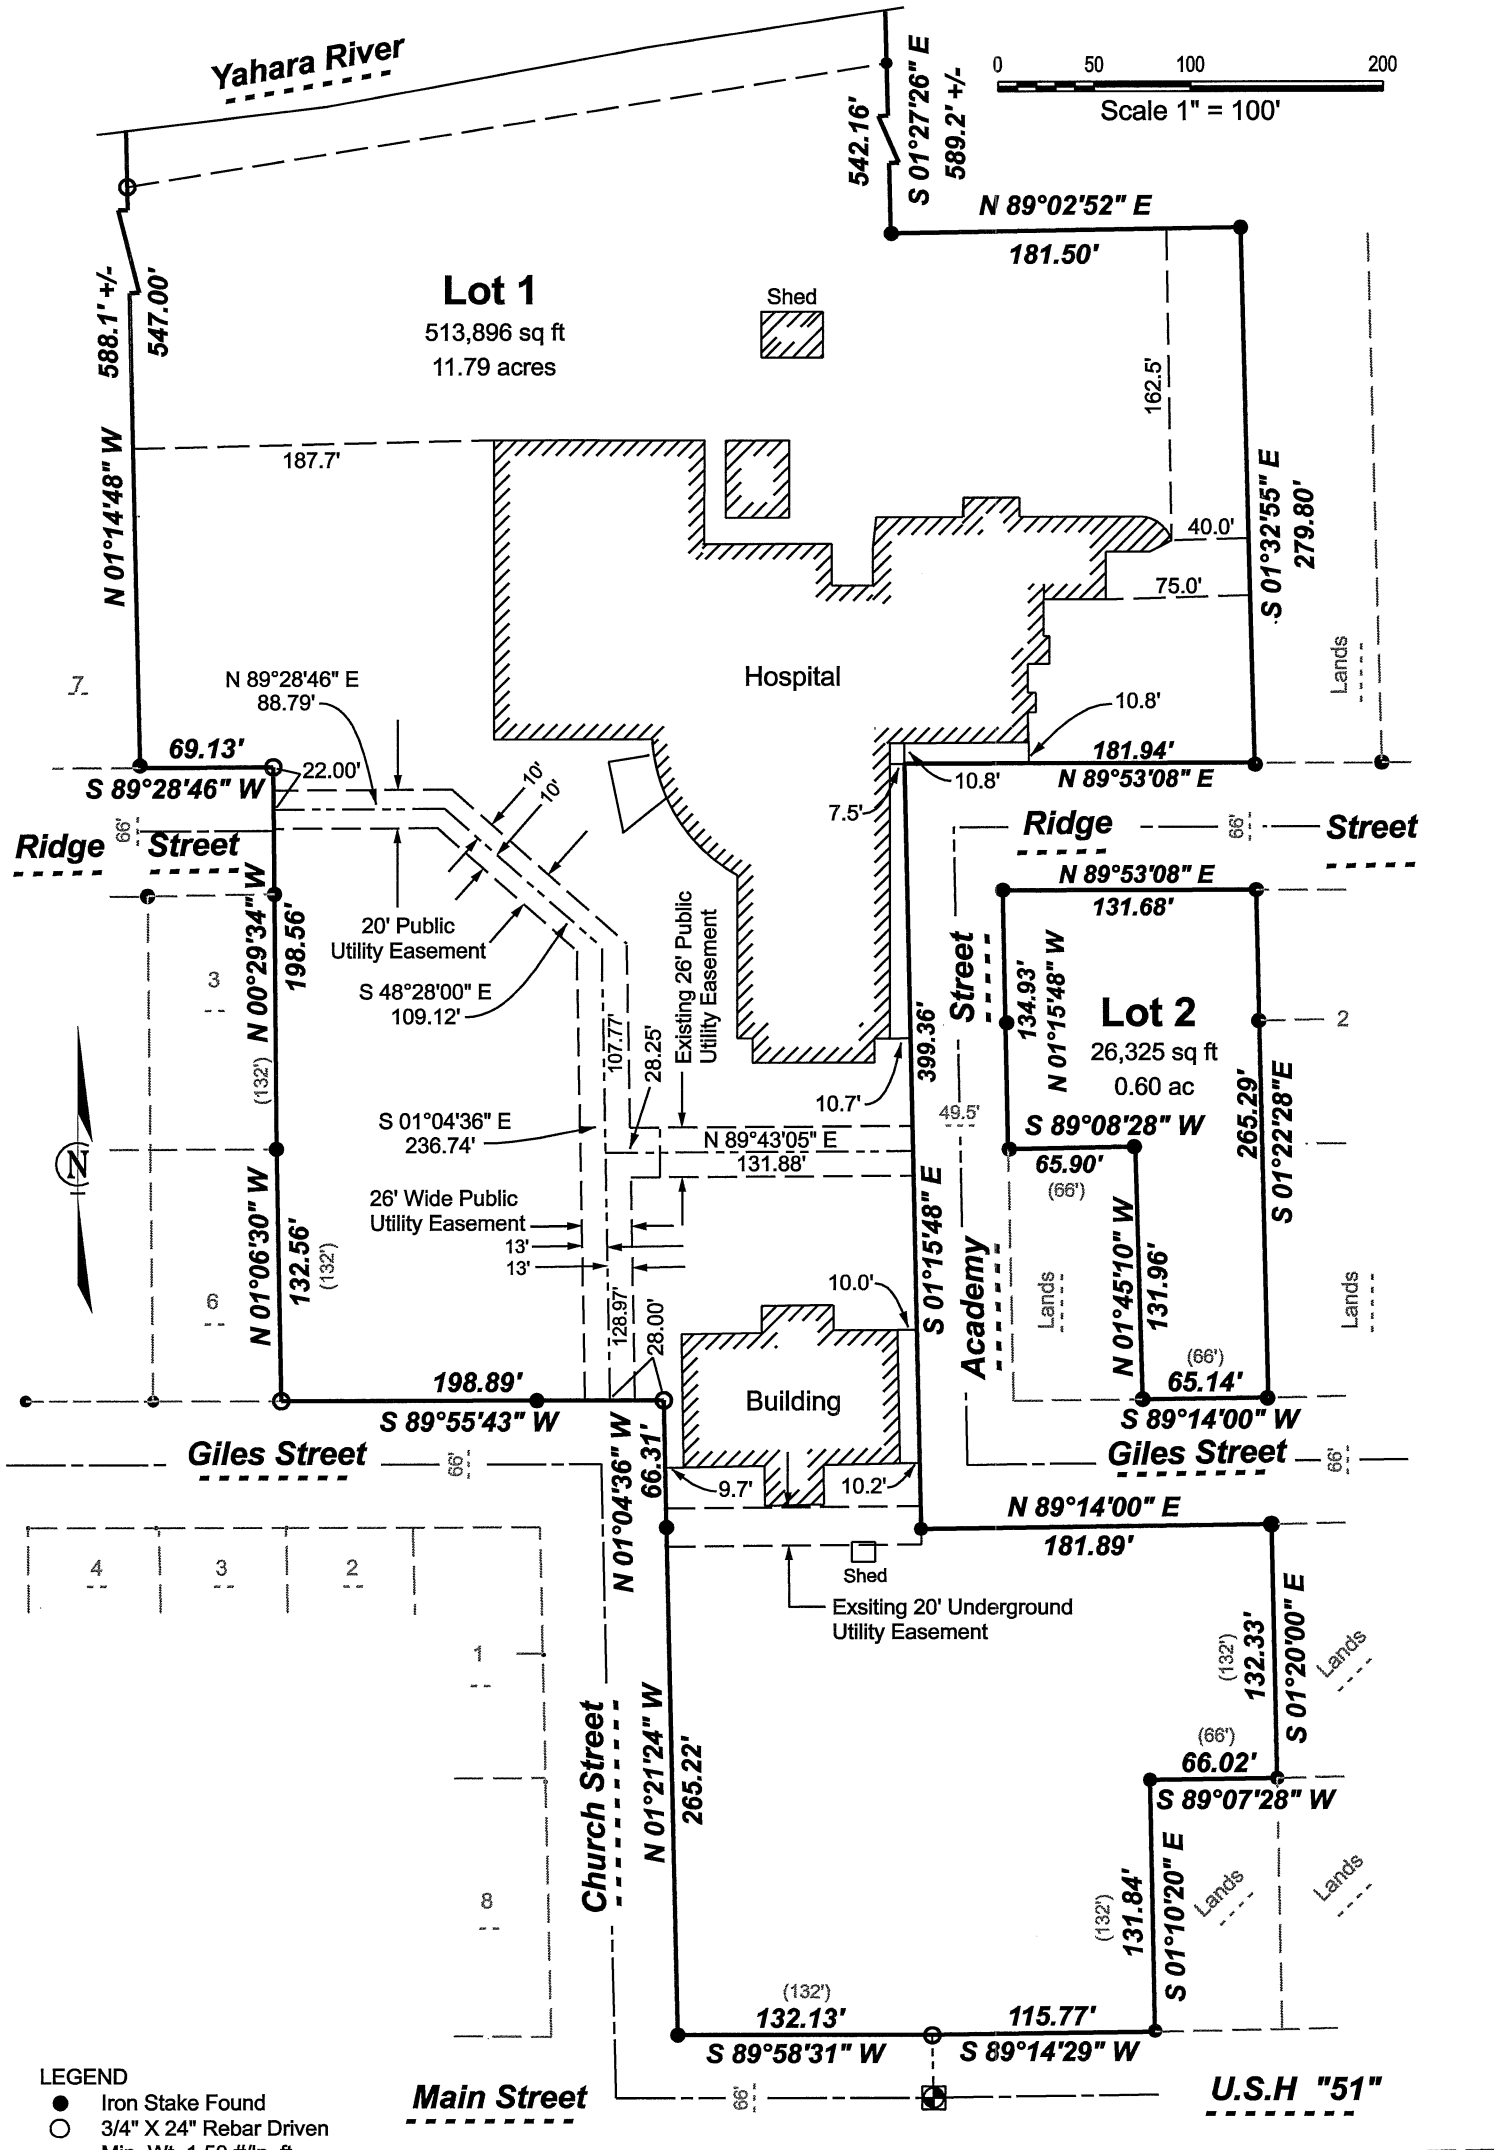 Yahara River
0 50 100 200
Scale 1" = 100'
542.16'
S 01°27'26" E
589.2' +/-
N 89°02'52" E
181.50'
Lot 1
513,896 sq ft
11.79 acres
Shed
588.1' +/-
547.00'
N 01°14'48" W
162.5'
187.7'
40.0'
75.0'
S 01°32'55" E
279.80'
Lands
Hospital
7
N 89°28'46" E
88.79'
10.8'
69.13'
S 89°28'46" W
22.00'
10'
10'
181.94'
N 89°53'08" E
10.8'
7.5'
Ridge Street
66'
Ridge Street
66'
N 89°53'08" E
131.68'
20' Public
Utility Easement
Existing 26' Public
Utility Easement
N 00°29'34" W
198.56'
3
(132')
S 48°28'00" E
109.12'
107.77'
28.25'
399.36'
Street
134.93'
N 01°15'48" W
Lot 2
26,325 sq ft
0.60 ac
2
265.29'
S 01°22'28"E
10.7'
49.5'
S 89°08'28" W
65.90'
(66')
S 01°04'36" E
236.74'
N 89°43'05" E
131.88'
N
26' Wide Public
Utility Easement
13'
13'
N 01°06'30" W
132.56'
(132')
6
S 01°15'48" E
Academy
Lands
N 01°45'10" W
131.96'
Lands
10.0'
128.97'
28.00'
(66')
65.14'
S 89°14'00" W
198.89'
S 89°55'43" W
Building
Giles Street
66'
Giles Street
66'
N 01°04'36" W
66.31'
9.7'
10.2'
N 89°14'00" E
181.89'
4
3
2
Shed
Exsiting 20' Underground
Utility Easement
1
(132')
132.33'
S 01°20'00" E
Lands
Church Street
N 01°21'24" W
265.22'
(66')
66.02'
S 89°07'28" W
8
(132')
131.84'
S 01°10'20" E
Lands
Lands
(132')
132.13'
S 89°58'31" W
115.77'
S 89°14'29" W
Main Street
66'
U.S.H "51"
LEGEND
Iron Stake Found
3/4" X 24" Rebar Driven